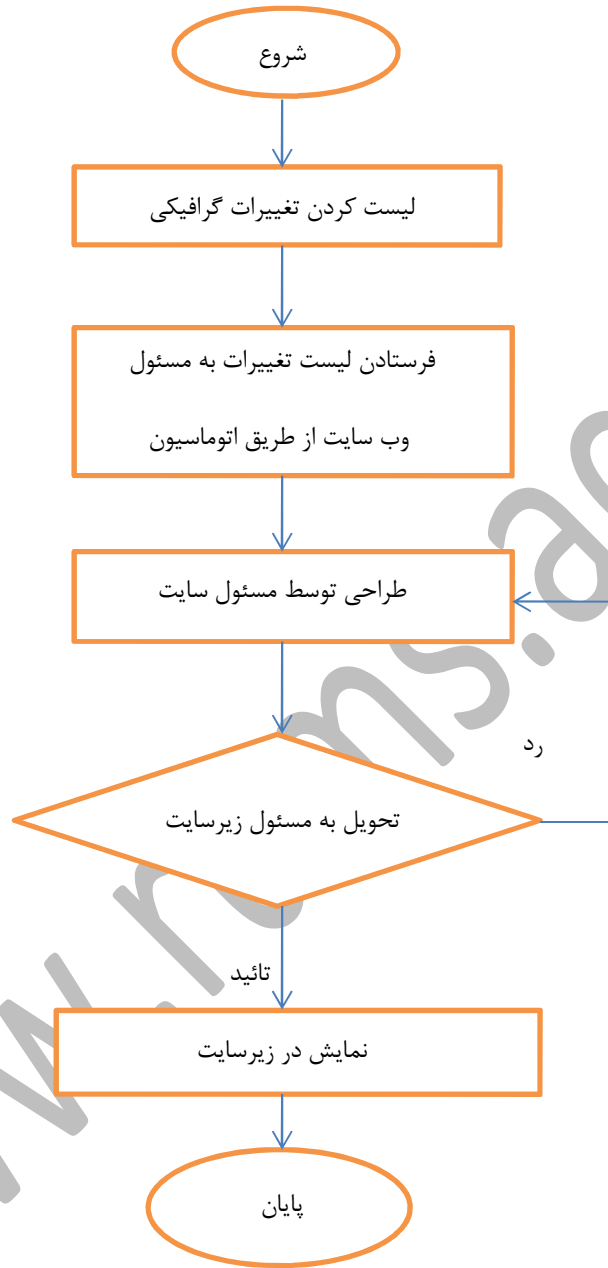 شروع
لیست کردن تغییرات گرافیکی
فرستادن لیست تغییرات به مسئول
وب سایت از طریق اتوماسیون
طراحی توسط مسئول سایت
رد
تحویل به مسئول زیرسایت
تائید
نمایش در زیرسایت
پایان